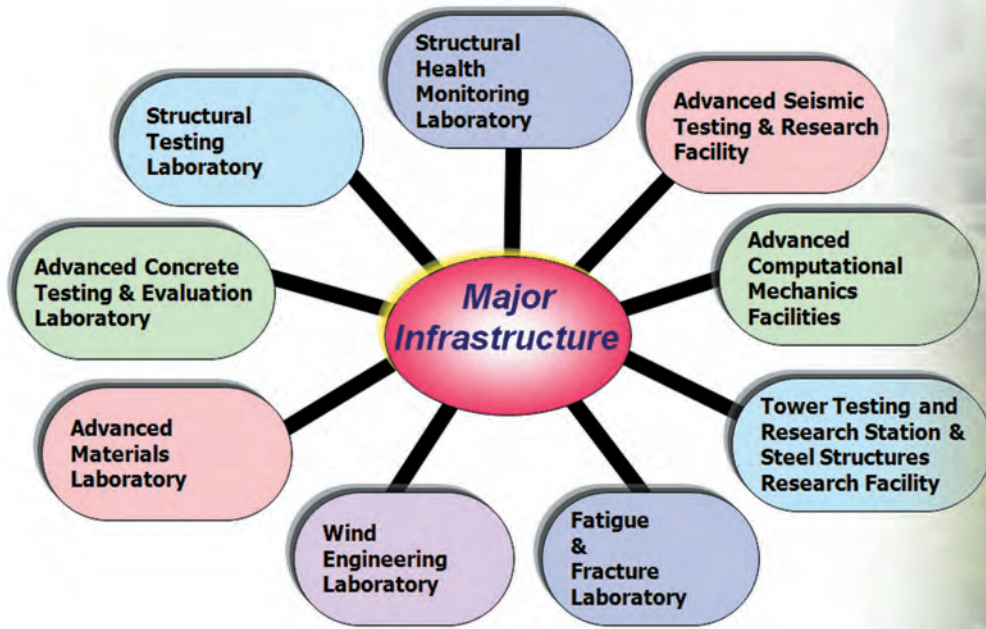 Structural
Health
Monitoring
Laboratory
Advanced Seismic
Testing & Research
Facility
Advanced
Computational
Mechanics
Facilities
Tower Testing and
Research Station &
Steel Structures
Research Facility
Fatigue
&
Fracture
Laboratory
Wind
Engineering
Laboratory
Advanced
Materials
Laboratory
Advanced Concrete
Testing & Evaluation
Laboratory
Structural
Testing
Laboratory
Major
Infrastructure